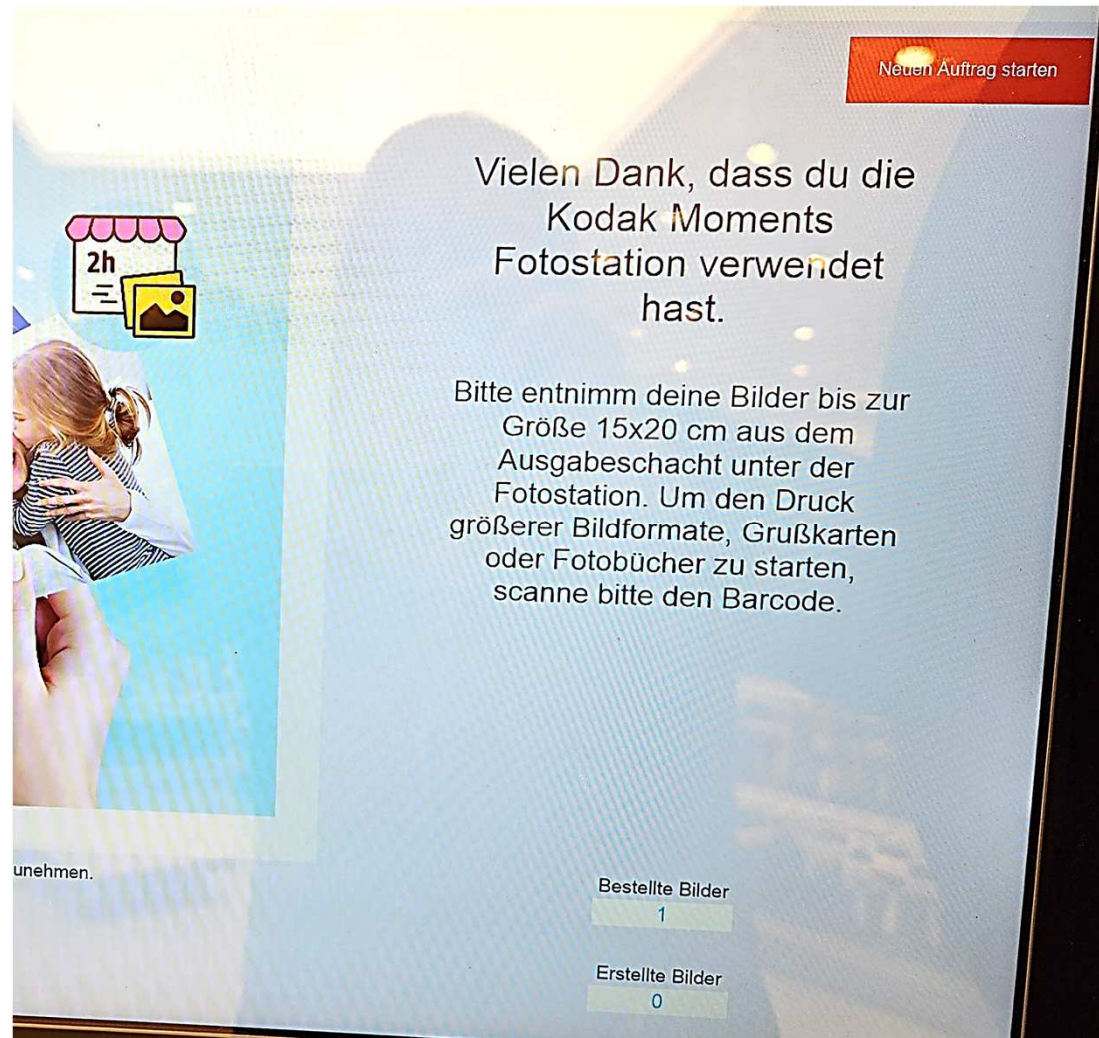 Neuen Auftrag starten
Vielen Dank, dass du die
Kodak Moments
Fotostation verwendet
hast.
2h
Bitte entnimm deine Bilder bis zur
Größe 15x20 cm aus dem
Ausgabeschacht unter der
Fotostation. Um den Druck
größerer Bildformate, Grußkarten
oder Fotobücher zu starten,
scanne bitte den Barcode.
unehmen.
Bestellte Bilder
1
Erstellte Bilder
0